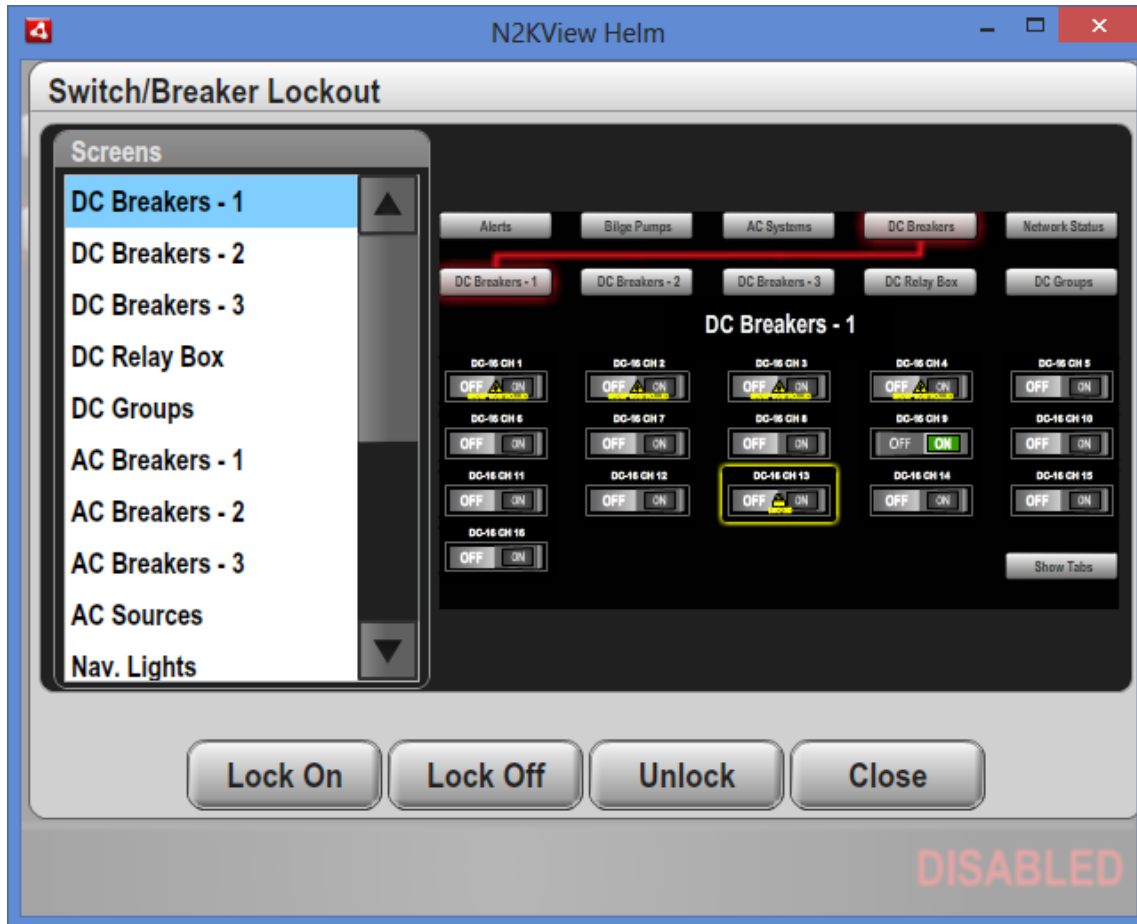 N2KView Helm
Switch/Breaker Lockout
Screens
DC Breakers - 1
DC Breakers - 2
DC Breakers - 3
DC Relay Box
DC Groups
AC Breakers - 1
AC Breakers - 2
AC Breakers - 3
AC Sources
Nav. Lights
Alerts Bilge Pumps AC Systems DC Breakers Network Status
DC Breakers - 1 DC Breakers - 2 DC Breakers - 3 DC Relay Box DC Groups
DC Breakers - 1
DC-16 CH 1 DC-16 CH 2 DC-16 CH 3 DC-16 CH 4 DC-16 CH 5
OFF ON OFF ON OFF ON OFF ON OFF ON
DC-16 CH 6 DC-16 CH 7 DC-16 CH 8 DC-16 CH 9 DC-16 CH 10
OFF ON OFF ON OFF ON OFF ON OFF ON
DC-16 CH 11 DC-16 CH 12 DC-16 CH 13 DC-16 CH 14 DC-16 CH 15
OFF ON OFF ON OFF ON OFF ON OFF ON
LOCKED
DC-16 CH 16
OFF ON
Show Tabs
Lock On Lock Off Unlock Close
DISABLED